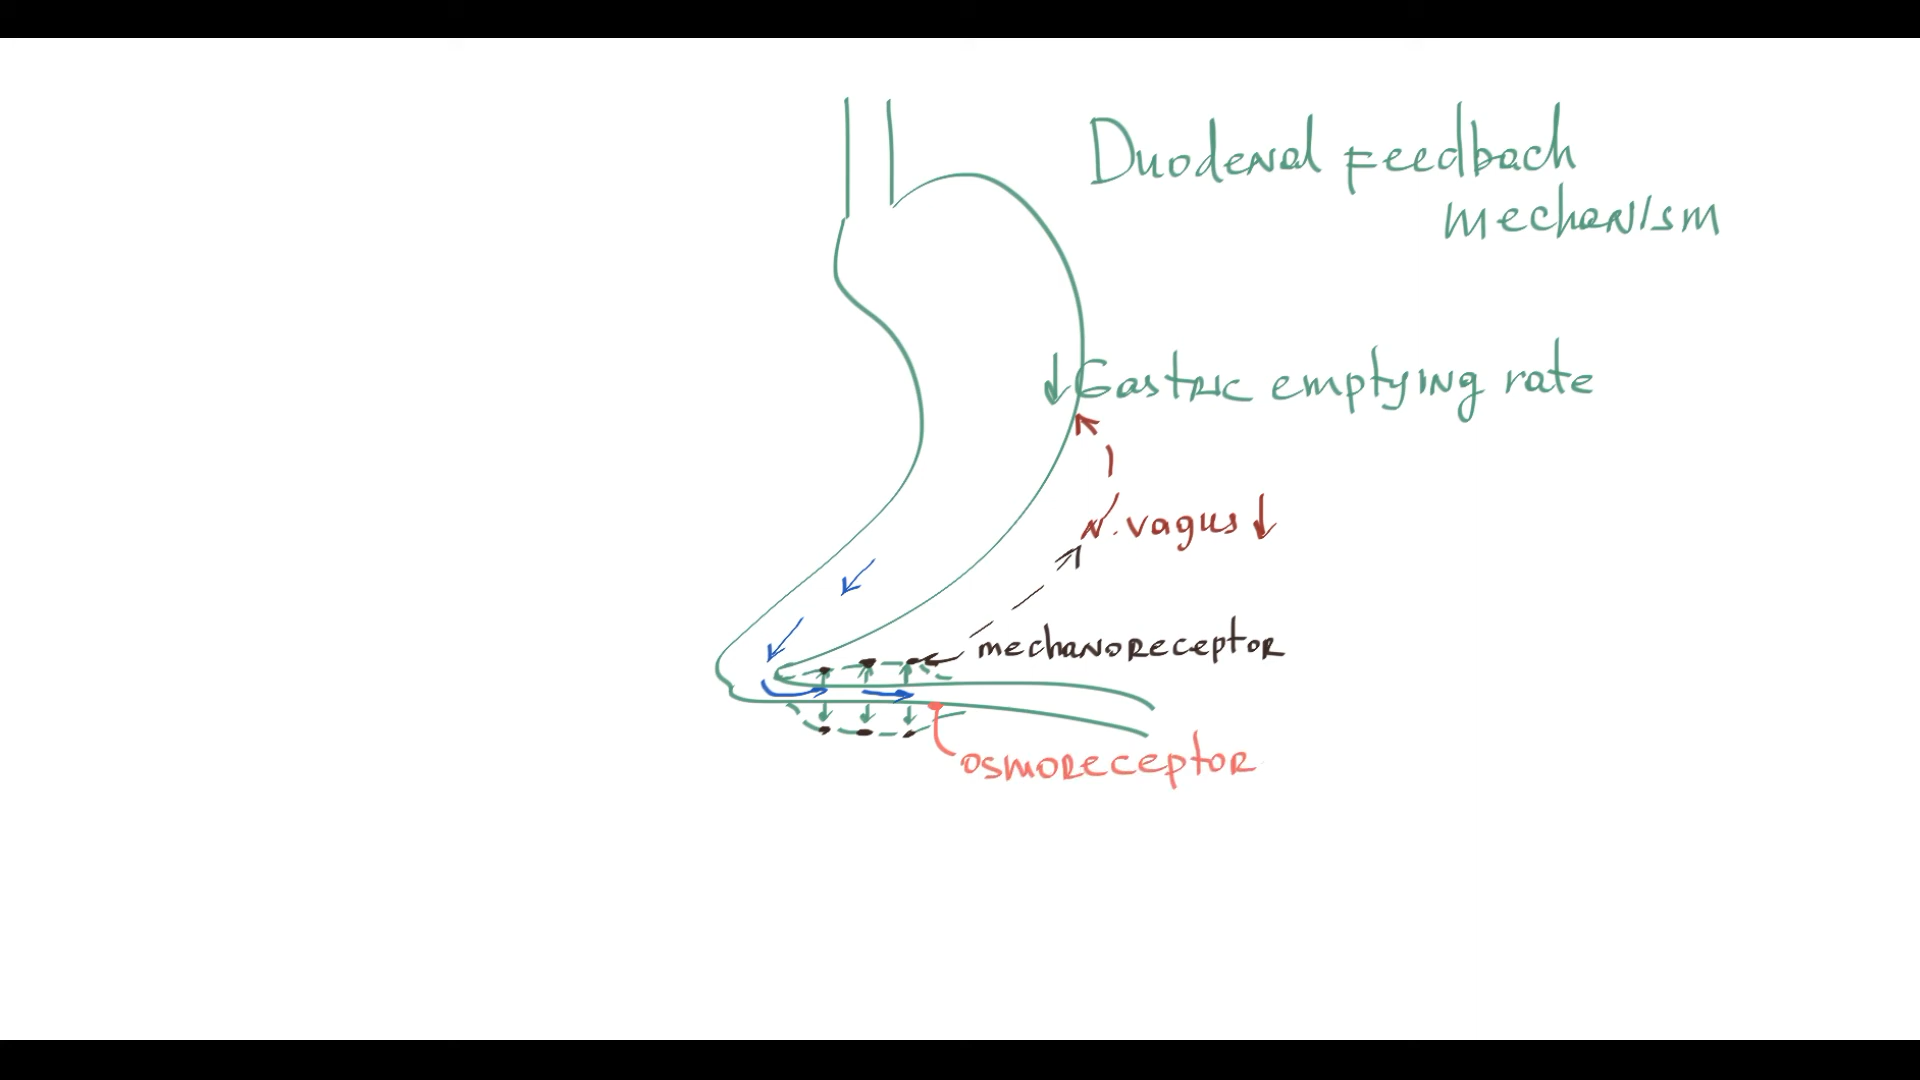 Duodenal feedback
mechanism
↓Gastric emptying rate
N. vagus↓
mechanoreceptor
osmoreceptor